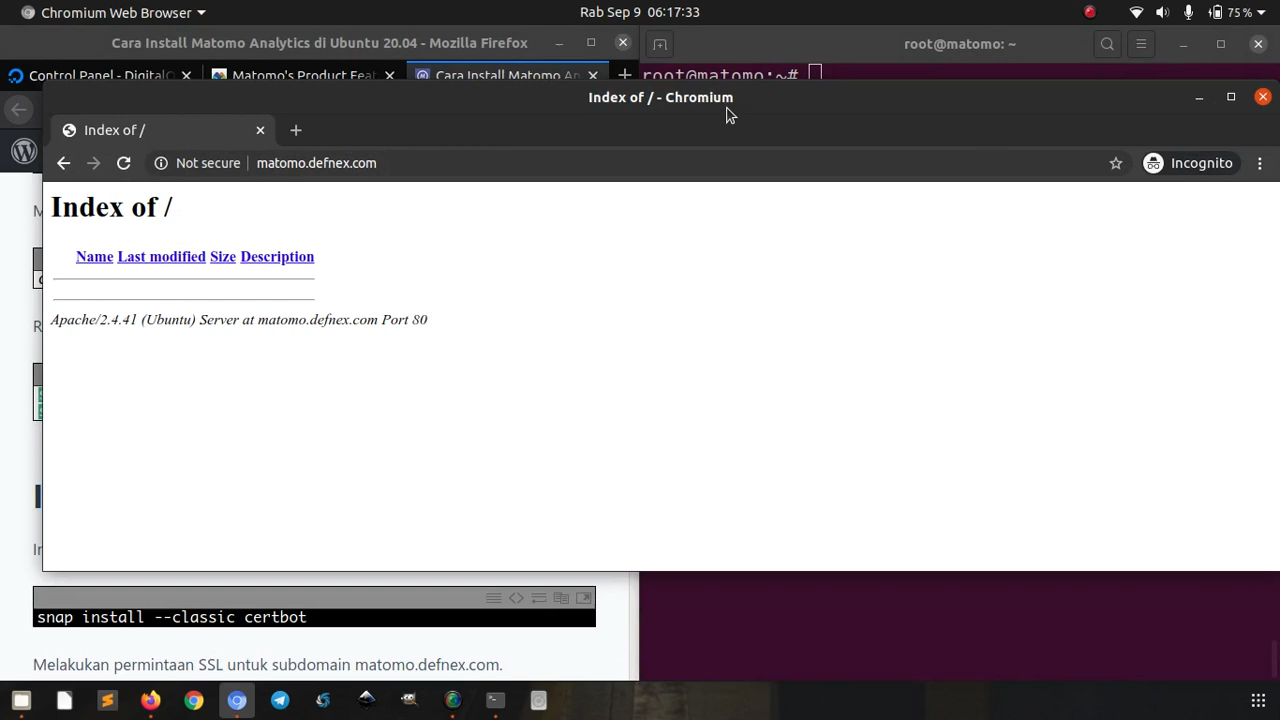 Chromium Web Browser
Rab Sep 9 06:17:33
75%
Cara Install Matomo Analytics di Ubuntu 20.04 - Mozilla Firefox
root@matomo: ~
Control Panel - Digital
Matomo's Product Feat
Cara Install Matomo An
root@matomo:~#
Index of / - Chromium
Index of /
Not secure
matomo.defnex.com
Incognito
Index of /
Name Last modified Size Description
Apache/2.4.41 (Ubuntu) Server at matomo.defnex.com Port 80
snap install --classic certbot
Melakukan permintaan SSL untuk subdomain matomo.defnex.com.